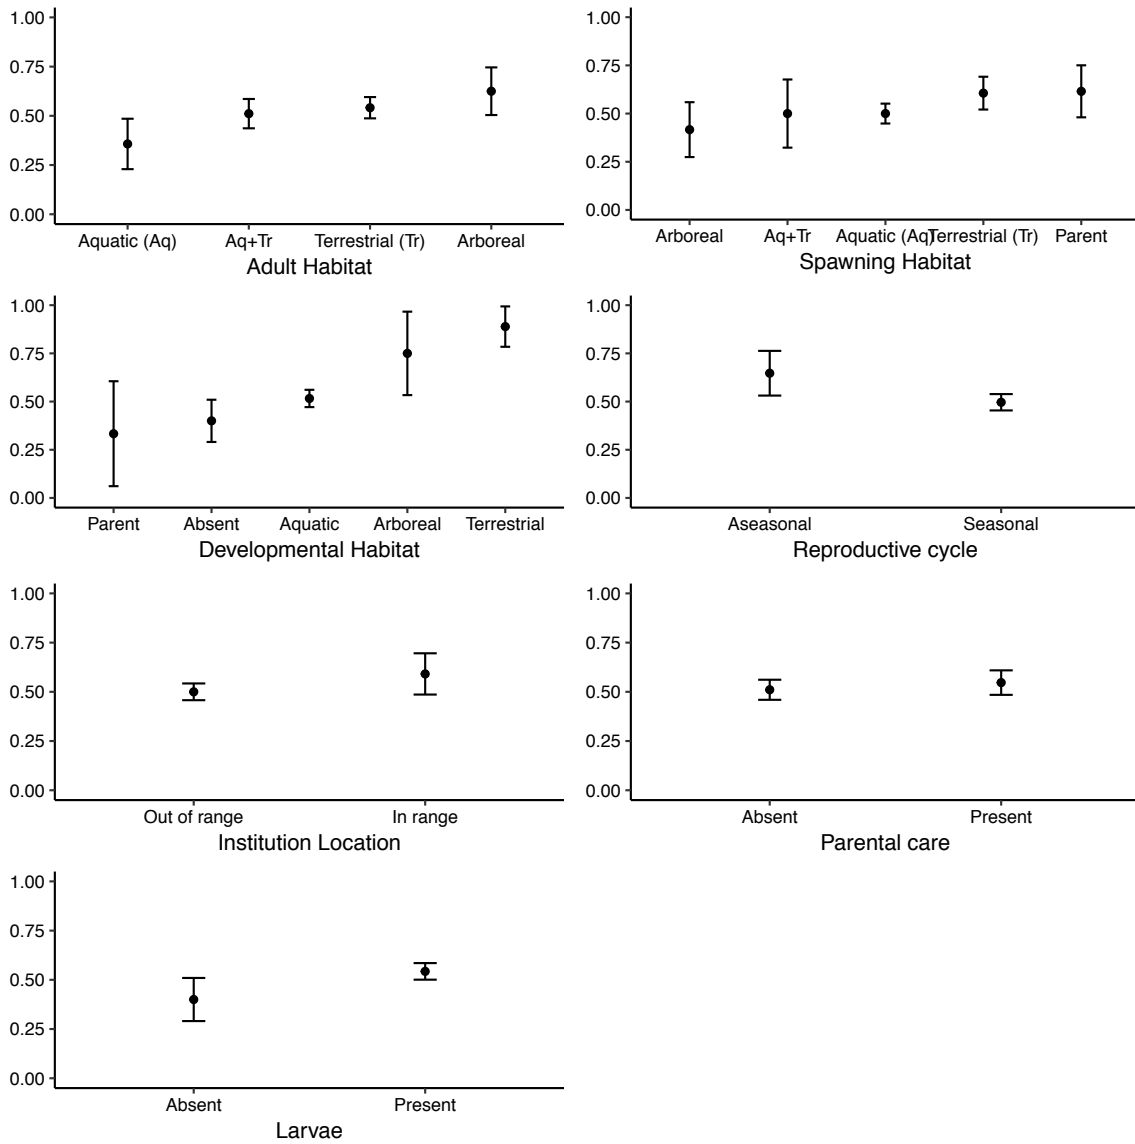 1.00
0.75
0.50
0.25
0.00
Aquatic (Aq) Aq+Tr Terrestrial (Tr) Arboreal
Adult Habitat
1.00
0.75
0.50
0.25
0.00
Arboreal Aq+Tr Aquatic (Aq) Terrestrial (Tr) Parent
Spawning Habitat
1.00
0.75
0.50
0.25
0.00
Parent Absent Aquatic Arboreal Terrestrial
Developmental Habitat
1.00
0.75
0.50
0.25
0.00
Aseasonal Seasonal
Reproductive cycle
1.00
0.75
0.50
0.25
0.00
Out of range In range
Institution Location
1.00
0.75
0.50
0.25
0.00
Absent Present
Parental care
1.00
0.75
0.50
0.25
0.00
Absent Present
Larvae